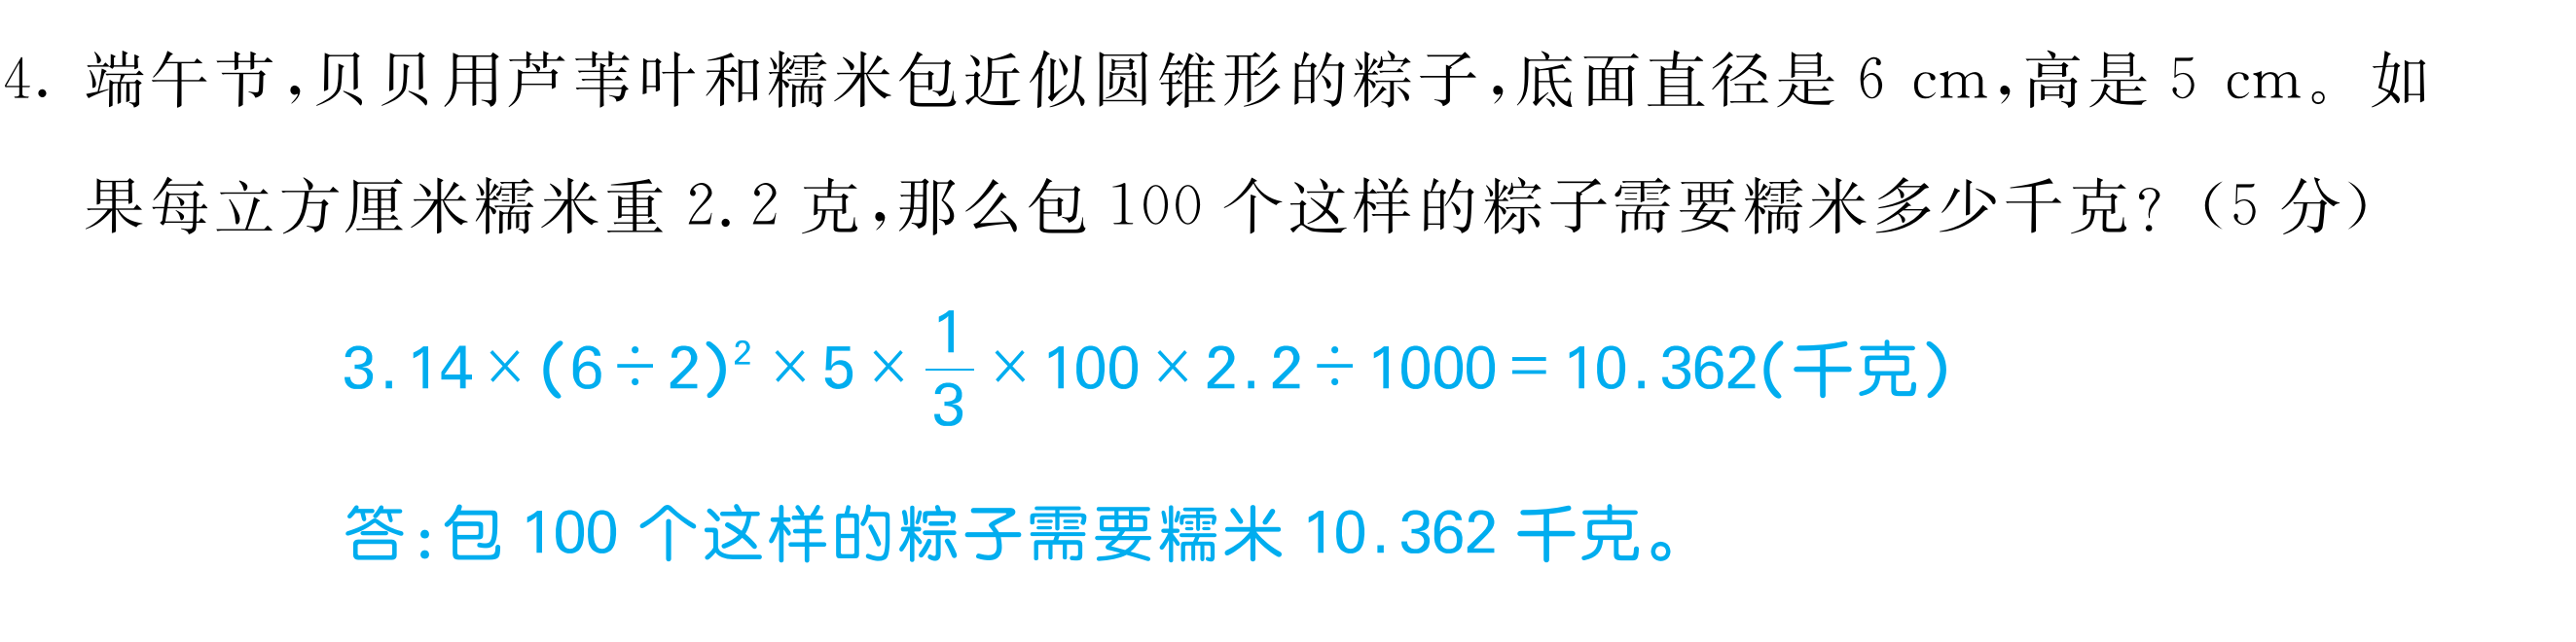 4. 端午节,贝贝用芦苇叶和糯米包近似圆锥形的粽子,底面直径是 6 cm,高是 5 cm。如
果每立方厘米糯米重 2.2 克,那么包 100 个这样的粽子需要糯米多少千克?(5 分)
3.14×(6÷2)²×5×1/3×100×2.2÷1000=10.362(千克)
答:包 100 个这样的粽子需要糯米 10.362 千克。